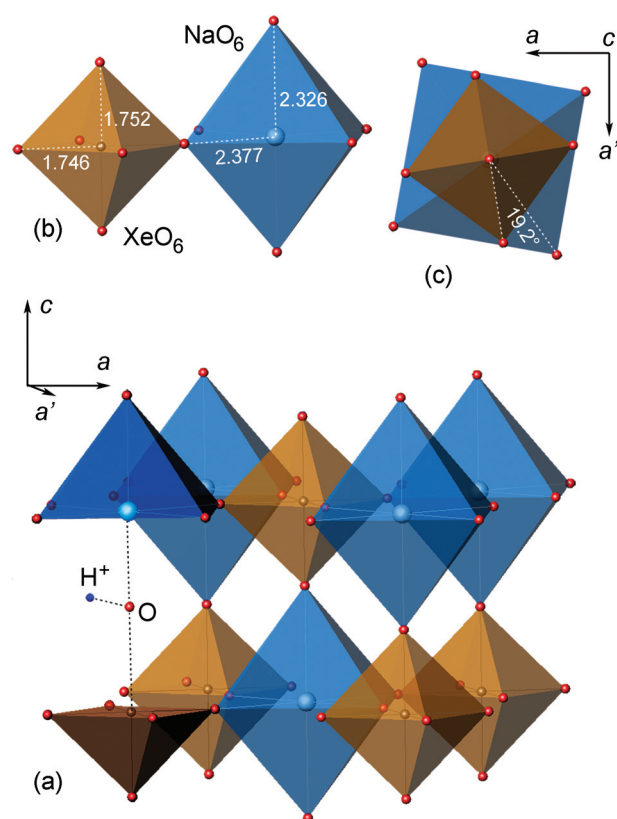 NaO₆
(c)
c
a
a'
1.752
2.326
1.746
2.377
(b)
XeO₆
19.2°
c
a
a'
H⁺
O
(a)